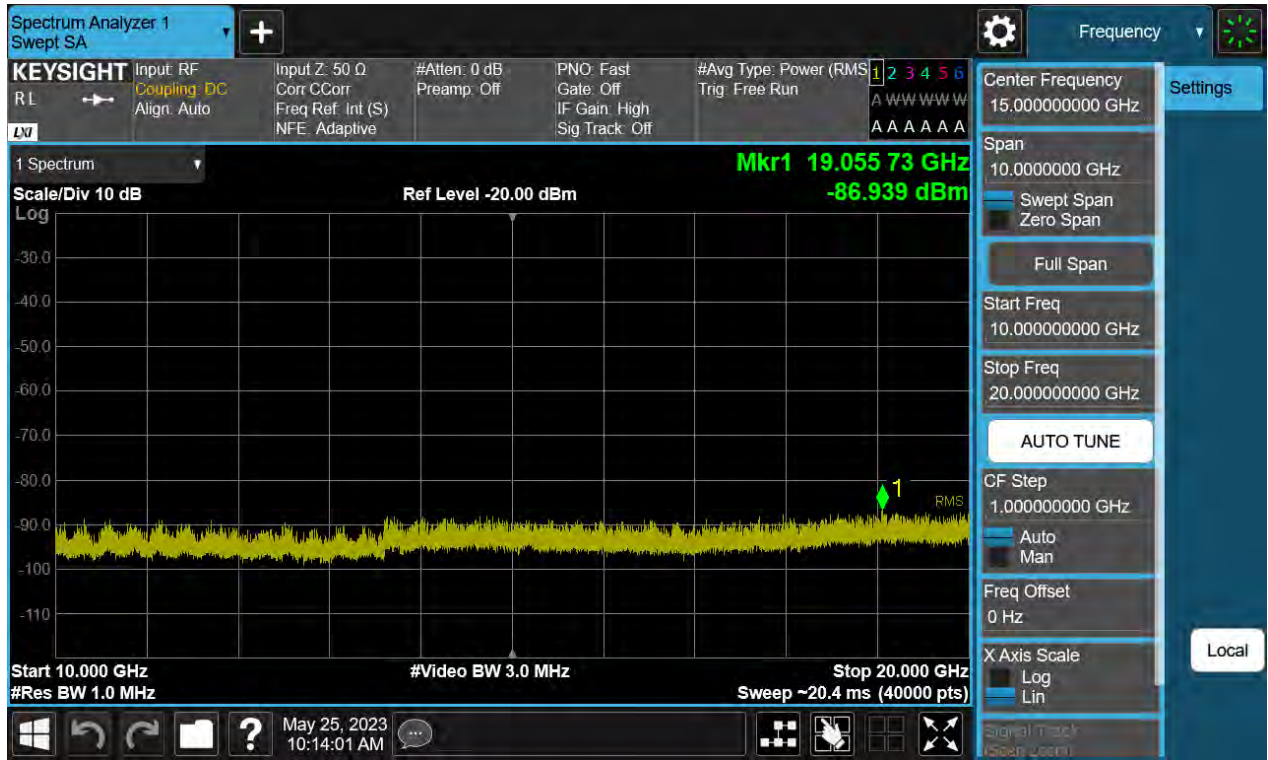 Spectrum Analyzer 1
Swept SA
+
Frequency
KEYSIGHT
RL
LXI
Input: RF
Coupling: DC
Align: Auto
Input Z: 50 Ω
Corr CCorr
Freq Ref: Int (S)
NFE: Adaptive
#Atten: 0 dB
Preamp: Off
PNO: Fast
Gate: Off
IF Gain: High
Sig Track: Off
#Avg Type: Power (RMS
Trig: Free Run
1 2 3 4 5 6
A W W W W W
A A A A A A
1 Spectrum
Scale/Div 10 dB
Ref Level -20.00 dBm
Mkr1 19.055 73 GHz
-86.939 dBm
Log
-30.0
-40.0
-50.0
-60.0
-70.0
-80.0
-90.0
-100
-110
1
RMS
Start 10.000 GHz
#Video BW 3.0 MHz
Stop 20.000 GHz
#Res BW 1.0 MHz
Sweep ~20.4 ms (40000 pts)
?
May 25, 2023
10:14:01 AM
Center Frequency
15.000000000 GHz
Settings
Span
10.0000000 GHz
Swept Span
Zero Span
Full Span
Start Freq
10.000000000 GHz
Stop Freq
20.000000000 GHz
AUTO TUNE
CF Step
1.000000000 GHz
Auto
Man
Freq Offset
0 Hz
X Axis Scale
Log
Lin
Local
Signal Track
(Span Zoom)